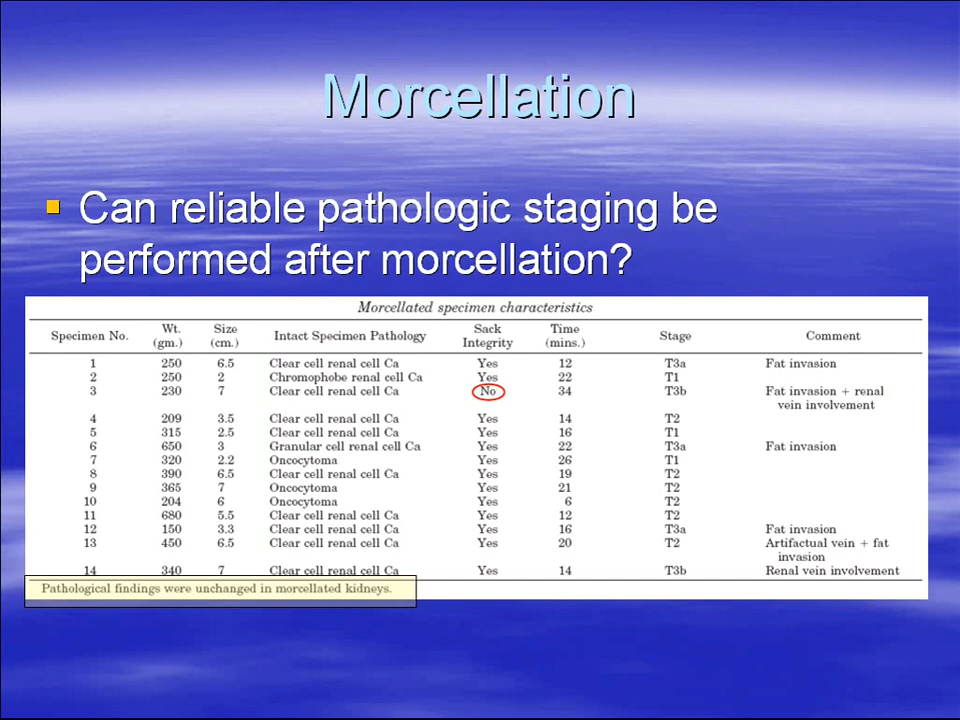 Morcellation
Can reliable pathologic staging be
performed after morcellation?
Morcellated specimen characteristics
Specimen No. Wt. (gm.) Size (cm.) Intact Specimen Pathology Sack Integrity Time (mins.) Stage Comment
1 250 6.5 Clear cell renal cell Ca Yes 12 T3a Fat invasion
2 250 2 Chromophobe renal cell Ca Yes 22 T1
3 230 7 Clear cell renal cell Ca No 34 T3b Fat invasion + renal
vein involvement
4 209 3.5 Clear cell renal cell Ca Yes 14 T2
5 315 2.5 Clear cell renal cell Ca Yes 16 T1
6 650 3 Granular cell renal cell Ca Yes 22 T3a Fat invasion
7 320 2.2 Oncocytoma Yes 26 T1
8 390 6.5 Clear cell renal cell Ca Yes 19 T2
9 365 7 Oncocytoma Yes 21 T2
10 204 6 Oncocytoma Yes 6 T2
11 680 5.5 Clear cell renal cell Ca Yes 12 T2
12 150 3.3 Clear cell renal cell Ca Yes 16 T3a Fat invasion
13 450 6.5 Clear cell renal cell Ca Yes 20 T2 Artifactual vein + fat
invasion
14 340 7 Clear cell renal cell Ca Yes 14 T3b Renal vein involvement
Pathological findings were unchanged in morcellated kidneys.